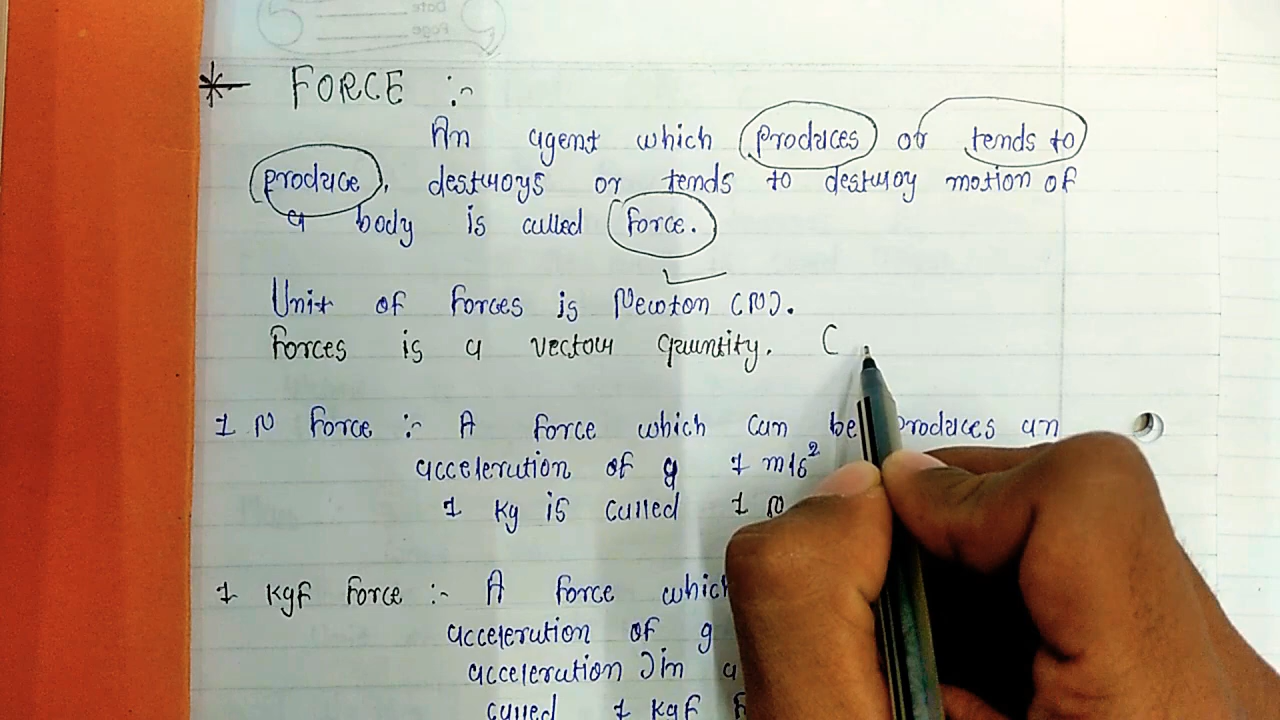 Date
Page
* FORCE :-
An agent which produces or tends to
produce, destroys or tends to destroy motion of
a body is called force.
Unit of forces is Newton (N).
forces is a vector quantity. (
1 N force :- A force which can be produces an
acceleration of g 1 m/s²
1 kg is called 1 N
1 kgf force :- A force which
acceleration of g
acceleration) in a
called 1 kgf